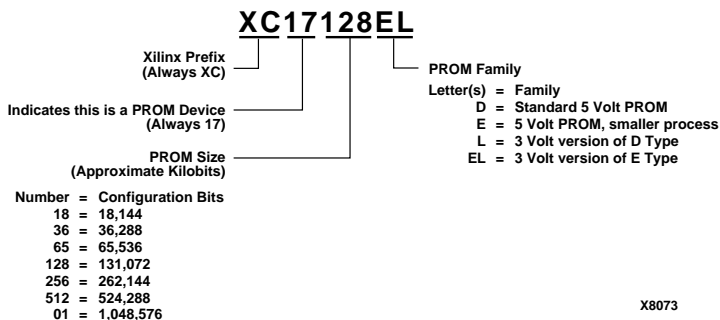 XC17128EL
Xilinx Prefix
(Always XC)
Indicates this is a PROM Device
(Always 17)
PROM Size
(Approximate Kilobits)
Number = Configuration Bits
18 = 18,144
36 = 36,288
65 = 65,536
128 = 131,072
256 = 262,144
512 = 524,288
01 = 1,048,576
PROM Family
Letter(s) = Family
D = Standard 5 Volt PROM
E = 5 Volt PROM, smaller process
L = 3 Volt version of D Type
EL = 3 Volt version of E Type
X8073